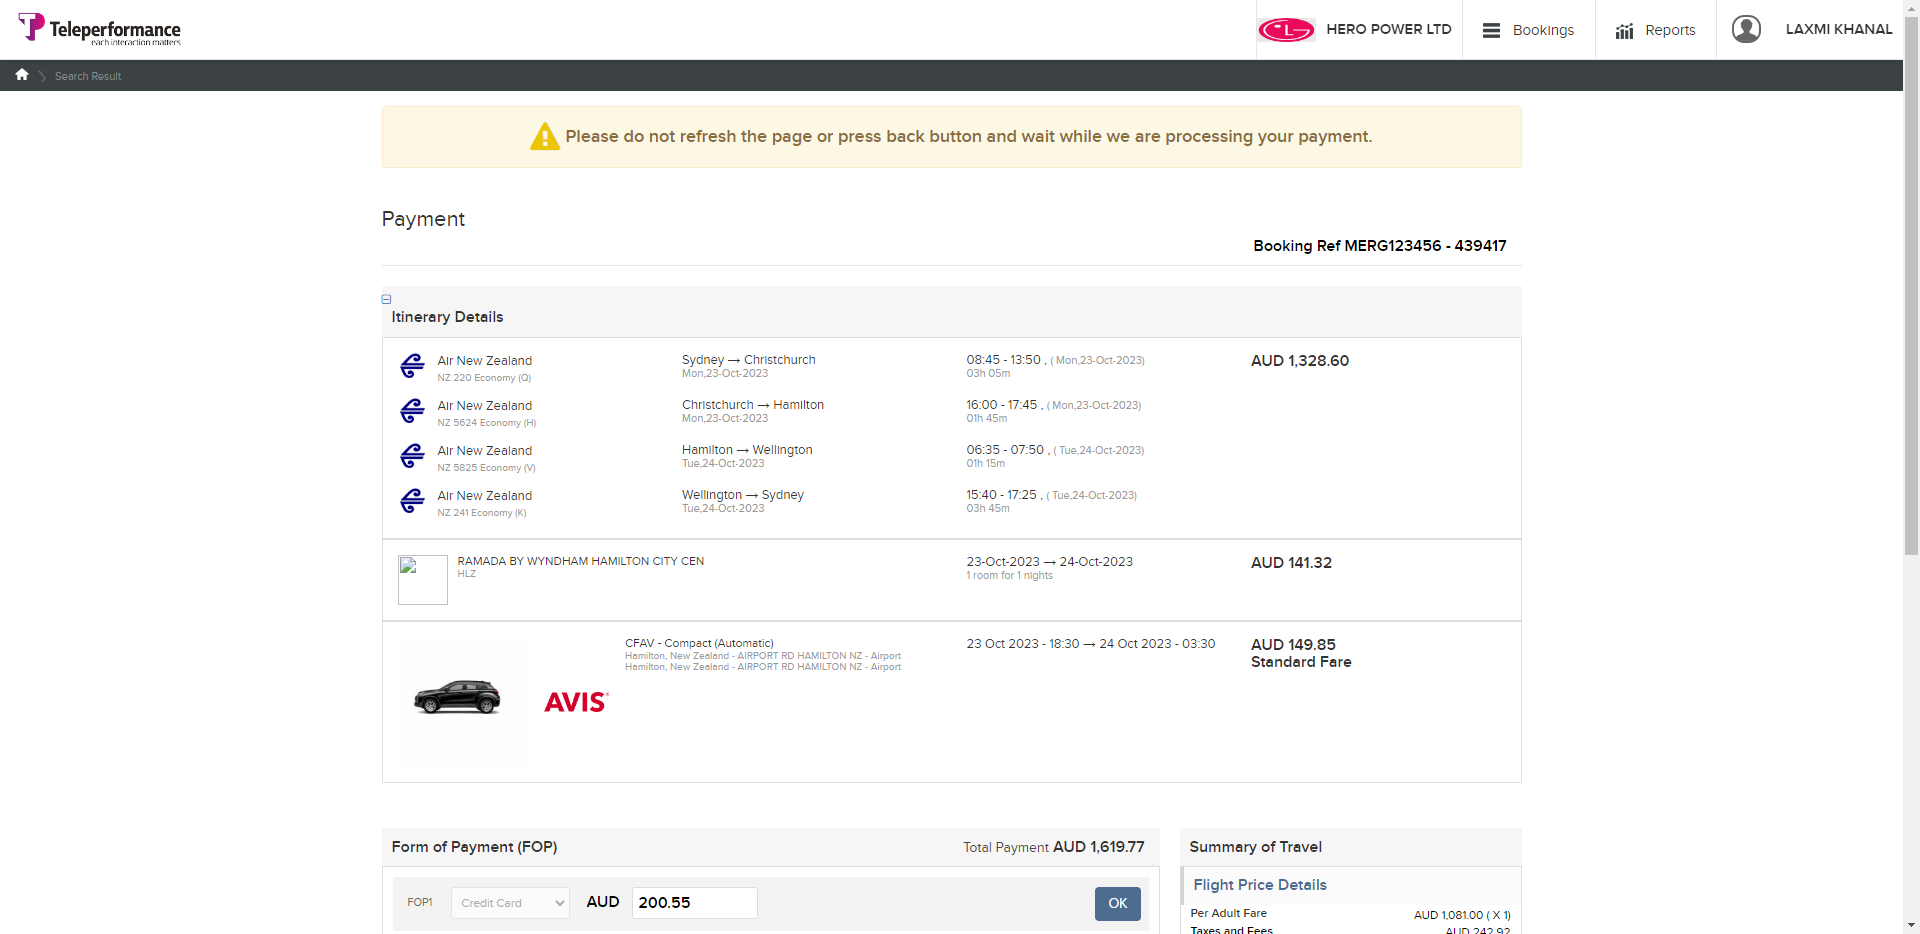 Teleperformance
each interaction matters
HERO POWER LTD
Bookings
Reports
LAXMI KHANAL
Search Result
Please do not refresh the page or press back button and wait while we are processing your payment.
Payment
Booking Ref MERG123456 - 439417
Itinerary Details
Air New Zealand
NZ 220 Economy (Q)
Sydney → Christchurch
Mon,23-Oct-2023
08:45 - 13:50 , ( Mon,23-Oct-2023)
03h 05m
AUD 1,328.60
Air New Zealand
NZ 5624 Economy (H)
Christchurch → Hamilton
Mon,23-Oct-2023
16:00 - 17:45 , ( Mon,23-Oct-2023)
01h 45m
Air New Zealand
NZ 5825 Economy (V)
Hamilton → Wellington
Tue,24-Oct-2023
06:35 - 07:50 , ( Tue,24-Oct-2023)
01h 15m
Air New Zealand
NZ 241 Economy (K)
Wellington → Sydney
Tue,24-Oct-2023
15:40 - 17:25 , ( Tue,24-Oct-2023)
03h 45m
RAMADA BY WYNDHAM HAMILTON CITY CEN
HLZ
23-Oct-2023 → 24-Oct-2023
1 room for 1 nights
AUD 141.32
CFAV - Compact (Automatic)
Hamilton, New Zealand - AIRPORT RD HAMILTON NZ - Airport
Hamilton, New Zealand - AIRPORT RD HAMILTON NZ - Airport
AVIS
23 Oct 2023 - 18:30 → 24 Oct 2023 - 03:30
AUD 149.85
Standard Fare
Form of Payment (FOP)
Total Payment AUD 1,619.77
FOP1
Credit Card
AUD
200.55
OK
Summary of Travel
Flight Price Details
Per Adult Fare
AUD 1,081.00 ( X 1)
Taxes and Fees
AUD 242.92